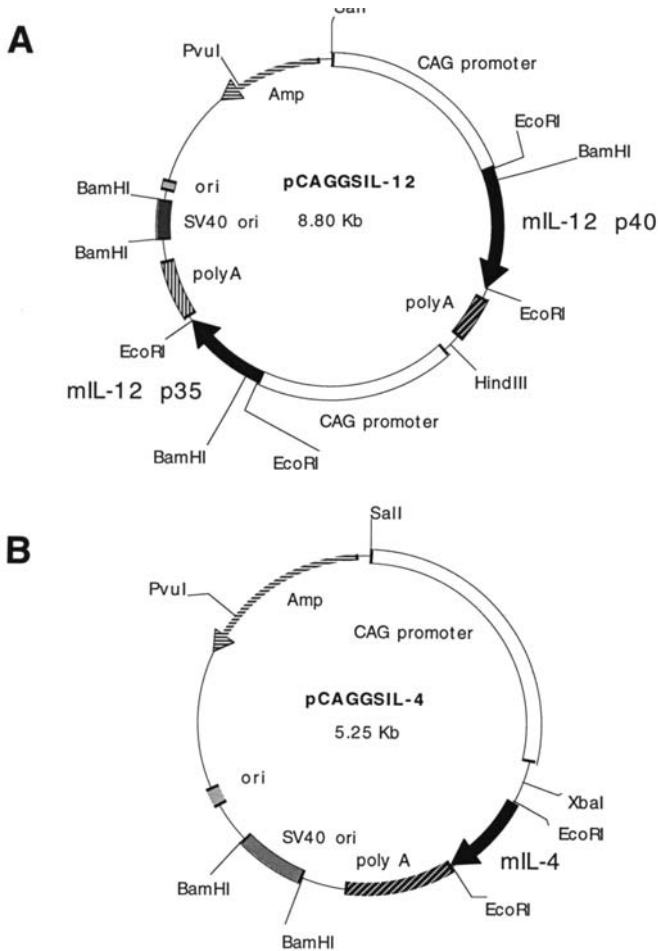 A
SalI
PvuI
CAG promoter
Amp
EcoRI
BamHI
pCAGGSIL-12
8.80 Kb
BamHI
ori
SV40 ori
mIL-12 p40
BamHI
polyA
polyA
EcoRI
EcoRI
HindIII
mIL-12 p35
CAG promoter
BamHI
EcoRI
B
SalI
PvuI
Amp
CAG promoter
pCAGGSIL-4
5.25 Kb
ori
XbaI
EcoRI
SV40 ori
poly A
mIL-4
BamHI
EcoRI
BamHI